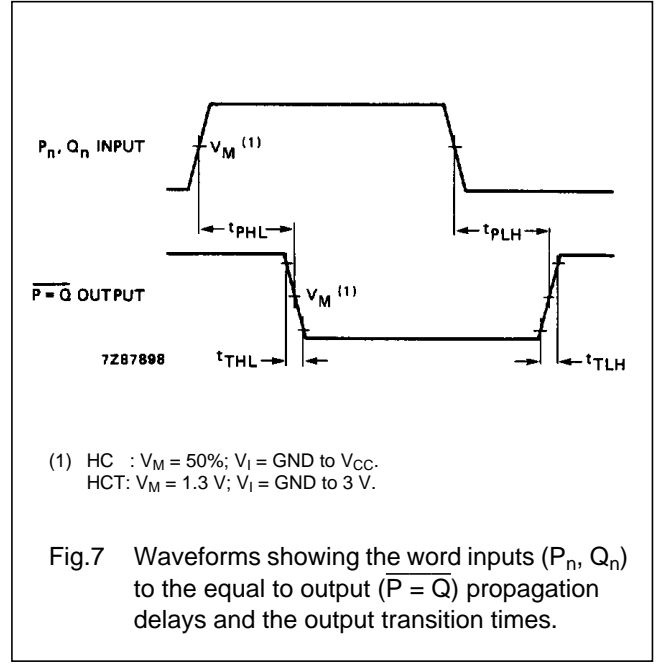 Pn, Qn INPUT
VM (1)
tPHL
tPLH
P = Q OUTPUT
VM (1)
7Z87898
tTHL
tTLH
(1) HC : VM = 50%; VI = GND to VCC.
HCT: VM = 1.3 V; VI = GND to 3 V.
Fig.7 Waveforms showing the word inputs (Pn, Qn)
to the equal to output (P = Q) propagation
delays and the output transition times.